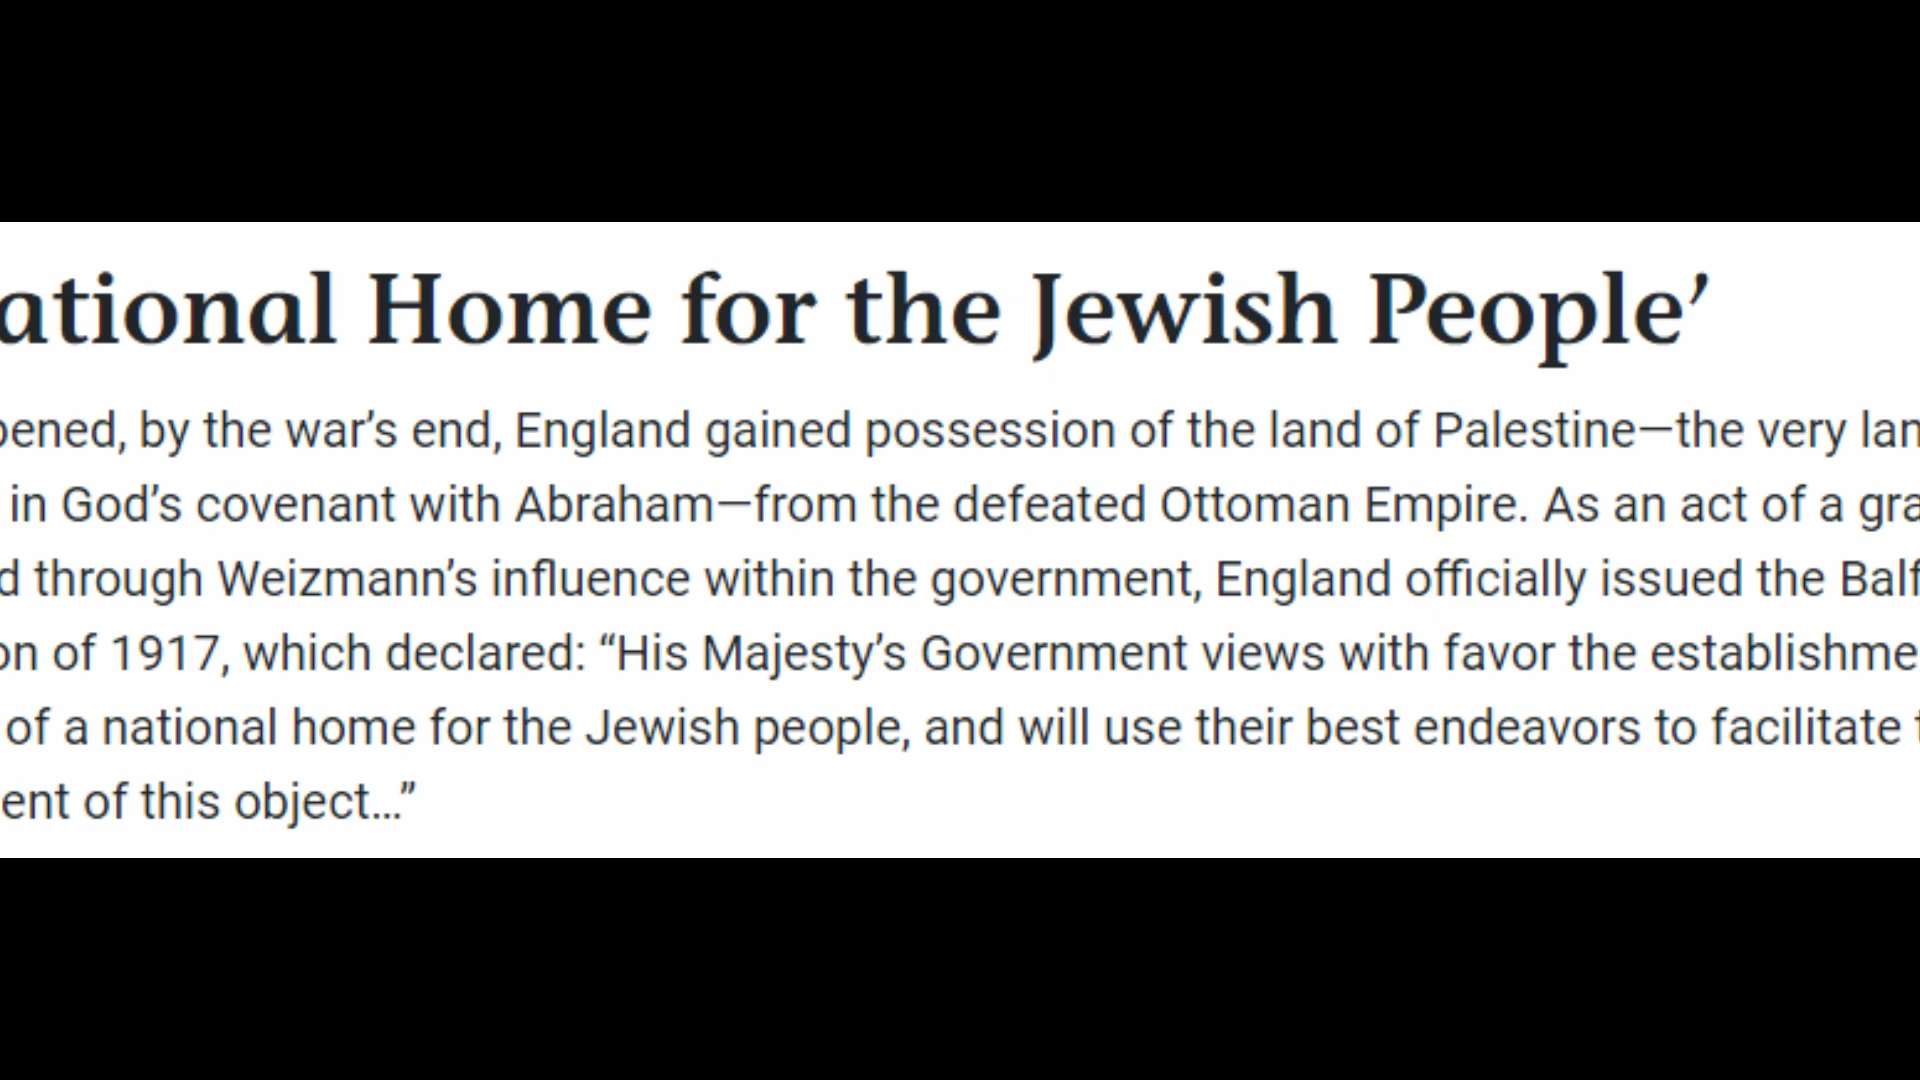 ational Home for the Jewish People’
pened, by the war’s end, England gained possession of the land of Palestine—the very lan
in God’s covenant with Abraham—from the defeated Ottoman Empire. As an act of a gra
d through Weizmann’s influence within the government, England officially issued the Balf
on of 1917, which declared: “His Majesty’s Government views with favor the establishme
of a national home for the Jewish people, and will use their best endeavors to facilitate t
ent of this object…”